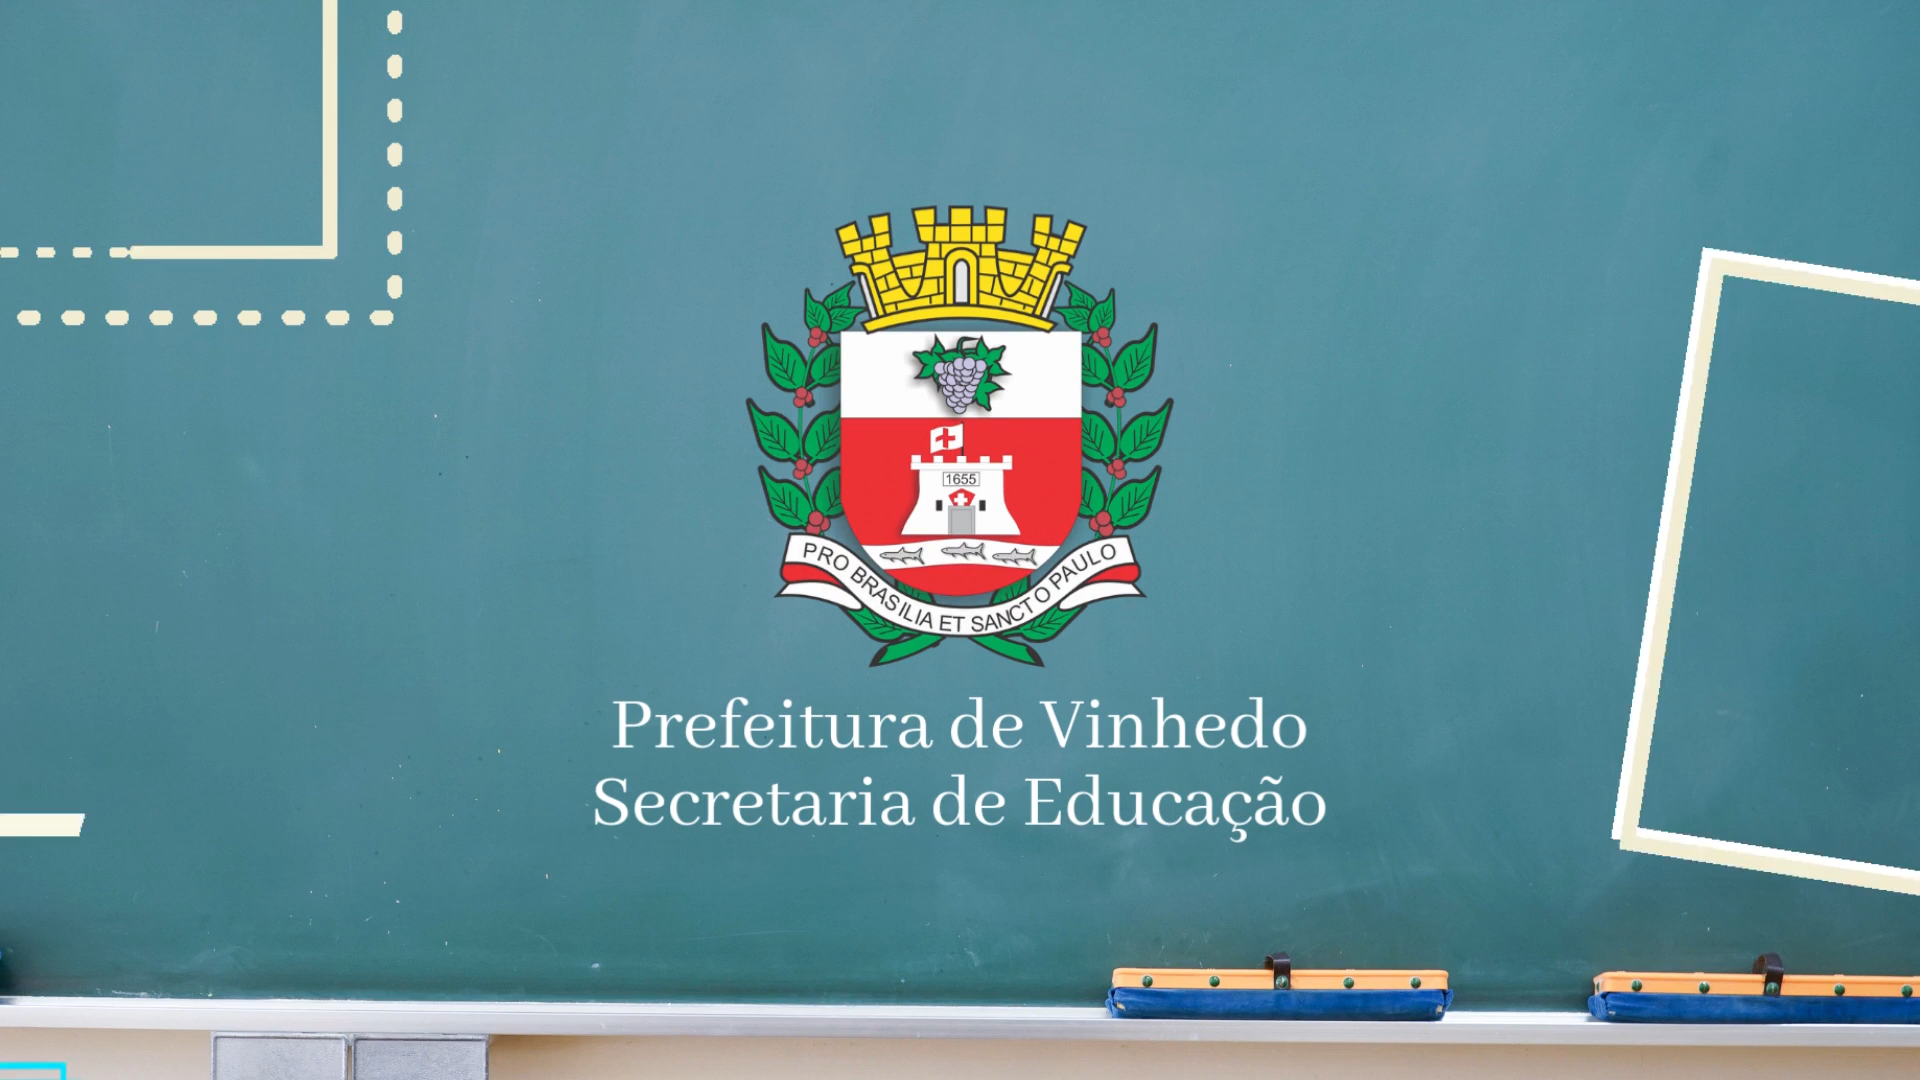 1655
PRO BRASILIA ET SANCTO PAULO
Prefeitura de Vinhedo
Secretaria de Educação